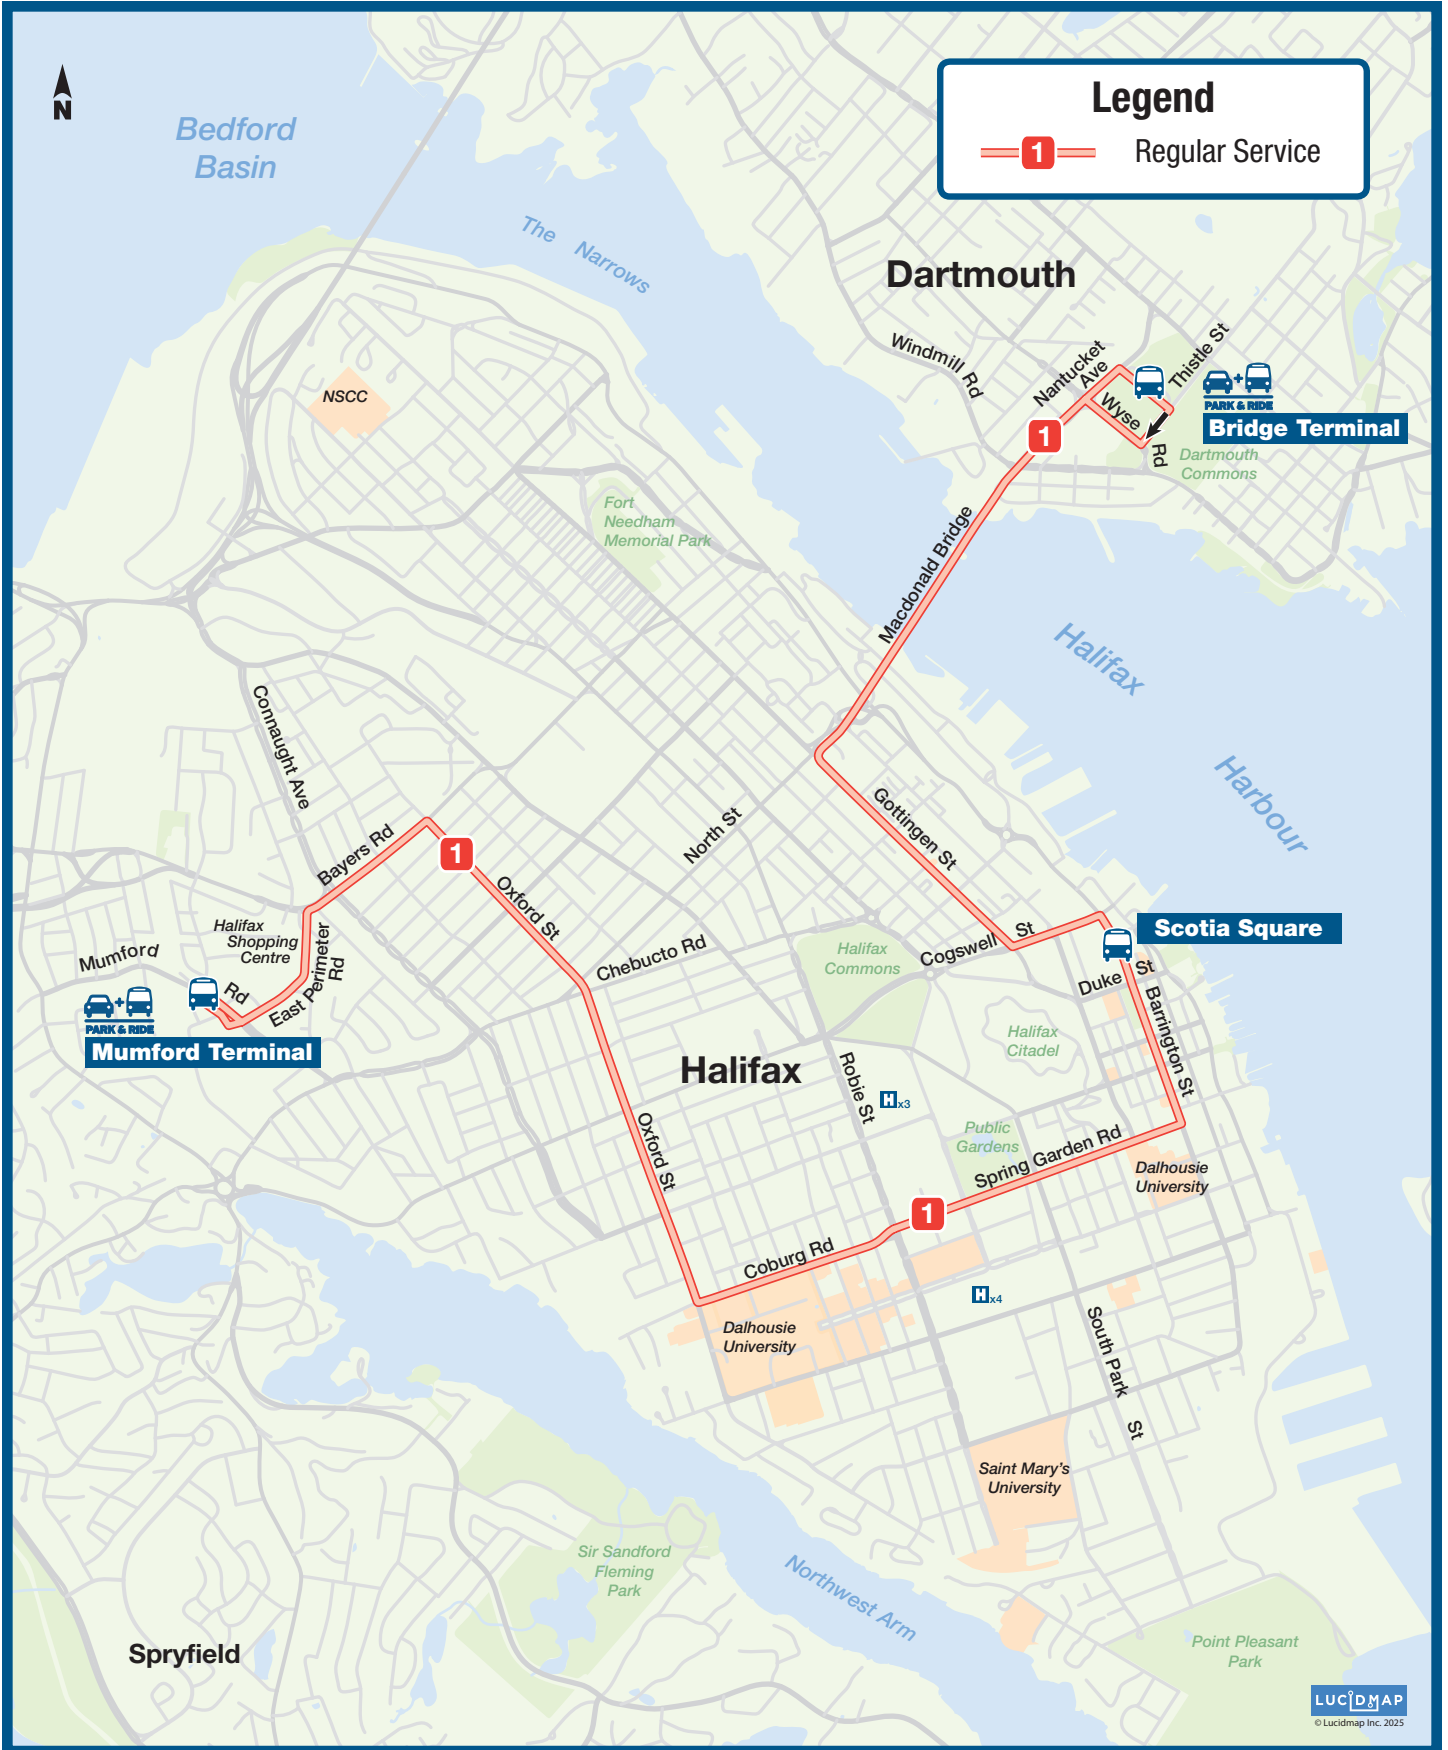 N
Bedford
Basin
The Narrows
Legend
1 Regular Service
Dartmouth
Windmill Rd
Nantucket
Ave
Thistle St
Wyse Rd
PARK & RIDE
Bridge Terminal
1
Dartmouth
Commons
NSCC
Fort
Needham
Memorial Park
Macdonald Bridge
Halifax
Harbour
Connaught Ave
Gottingen St
North St
Bayers Rd
1
Oxford St
Halifax
Shopping
Centre
East Perimeter
Rd
Mumford Rd
PARK & RIDE
Mumford Terminal
Chebucto Rd
Halifax
Commons
Cogswell St
Scotia Square
Duke St
Barrington St
Halifax
Citadel
Halifax
Robie St
H x3
Public
Gardens
Spring Garden Rd
Dalhousie
University
Oxford St
1
Coburg Rd
H x4
Dalhousie
University
South Park St
Saint Mary's
University
Sir Sandford
Fleming
Park
Northwest Arm
Spryfield
Point Pleasant
Park
LUCIDMAP
© Lucidmap Inc. 2025